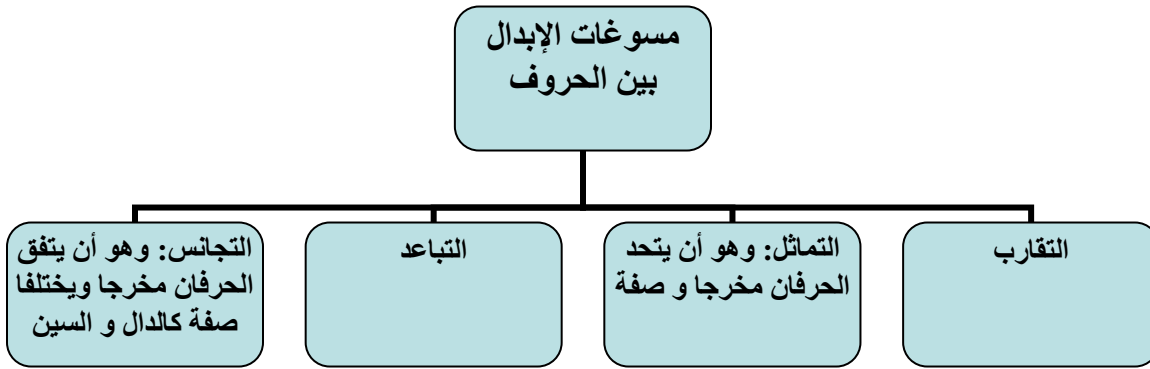 مسوغات الإبدال
بين الحروف
التقارب
التماثل: وهو أن يتحد
الحرفان مخرجا و صفة
التباعد
التجانس: وهو أن يتفق
الحرفان مخرجا ويختلفا
صفة كالدال و السين